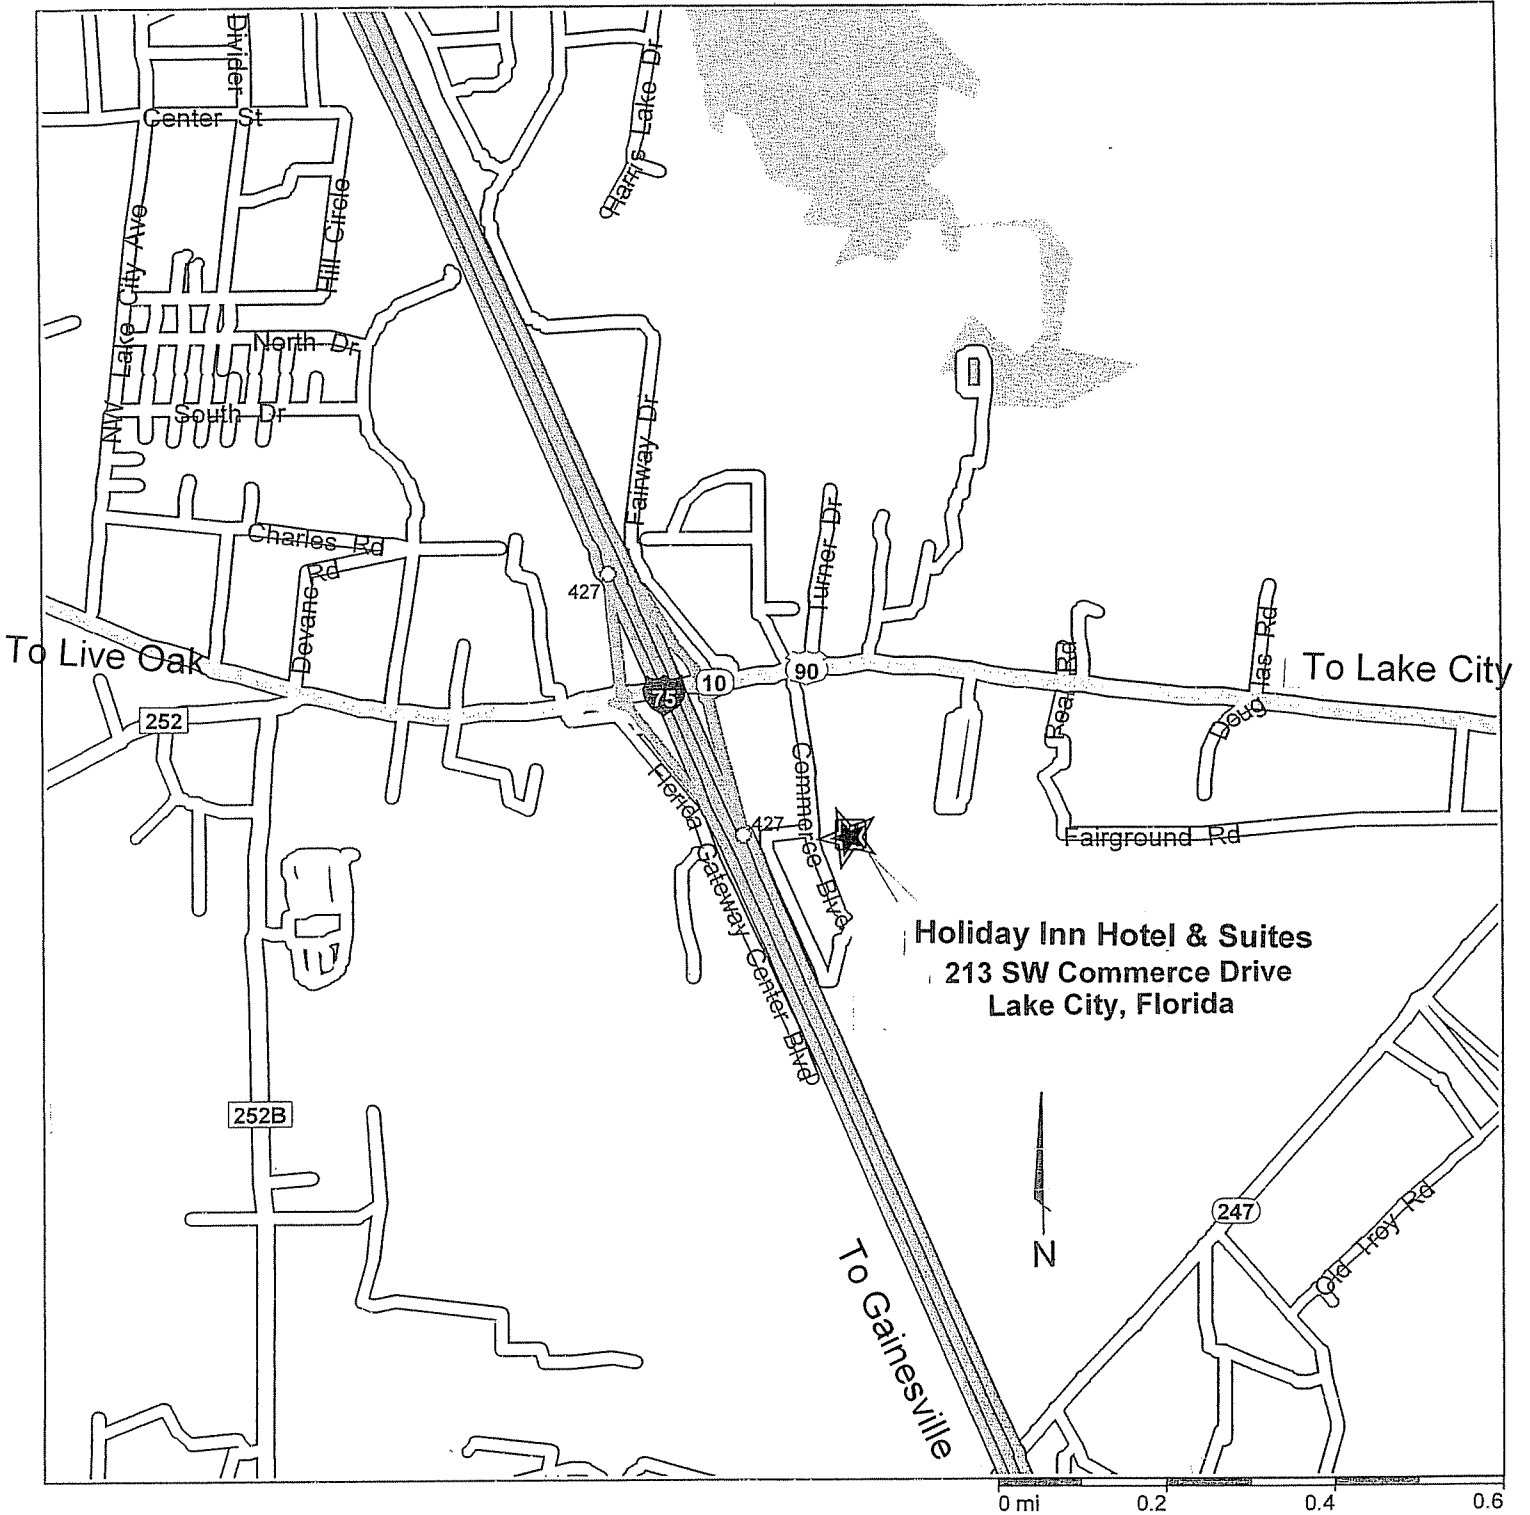 Divider
Center St
Harris Lake Dr
Hill Circle
NW Lake City Ave
North Dr
South Dr
Fairway Dr
Turner Dr
Charles Rd
Devane Rd
427
To Live Oak
75
10
90
To Lake City
252
Douglas Rd
Florida Gateway Center Blvd
Commerce Blvd
427
Fairground Rd
Holiday Inn Hotel & Suites
213 SW Commerce Drive
Lake City, Florida
252B
N
247
Old Troy Rd
To Gainesville
0 mi 0.2 0.4 0.6